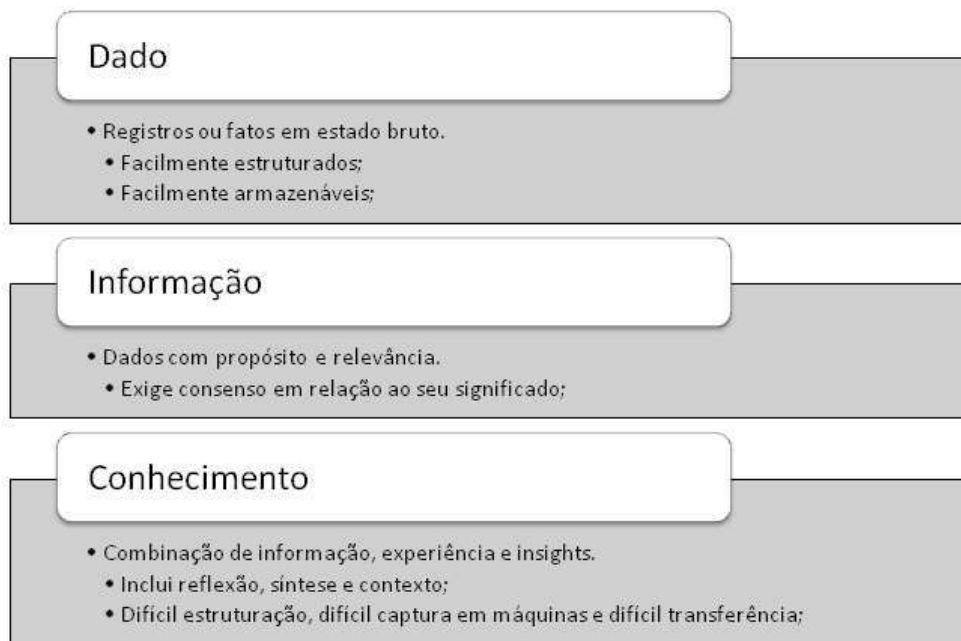 Dado
• Registros ou fatos em estado bruto.
• Facilmente estruturados;
• Facilmente armazenáveis;
Informação
• Dados com propósito e relevância.
• Exige consenso em relação ao seu significado;
Conhecimento
• Combinação de informação, experiência e insights.
• Inclui reflexão, síntese e contexto;
• Difícil estruturação, difícil captura em máquinas e difícil transferência;